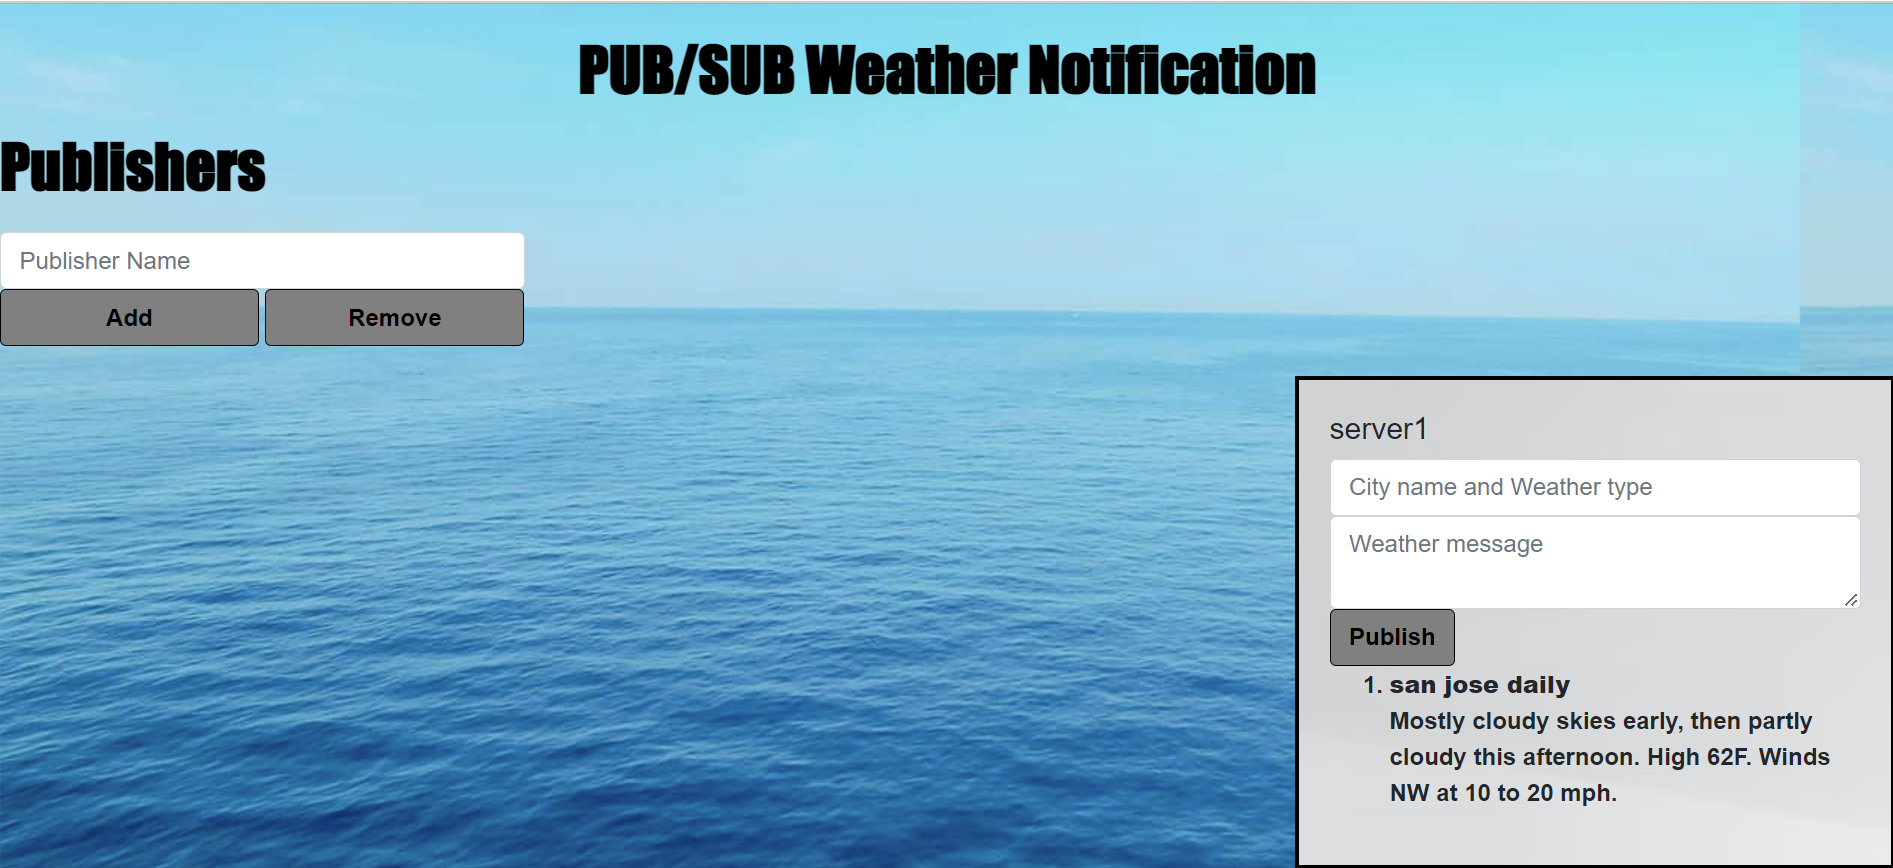 PUB/SUB Weather Notification
Publishers
Publisher Name
Add Remove
server1
City name and Weather type
Weather message
Publish
1. san jose daily
Mostly cloudy skies early, then partly
cloudy this afternoon. High 62F. Winds
NW at 10 to 20 mph.